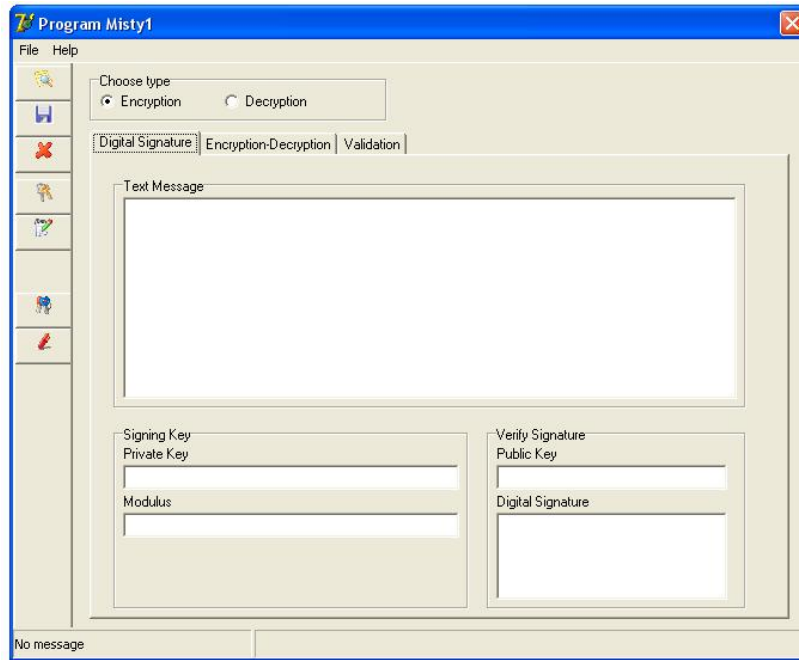 Program Misty1
File Help
Choose type
Encryption Decryption
Digital Signature Encryption-Decryption Validation
Text Message
Signing Key
Private Key
Modulus
Verify Signature
Public Key
Digital Signature
No message